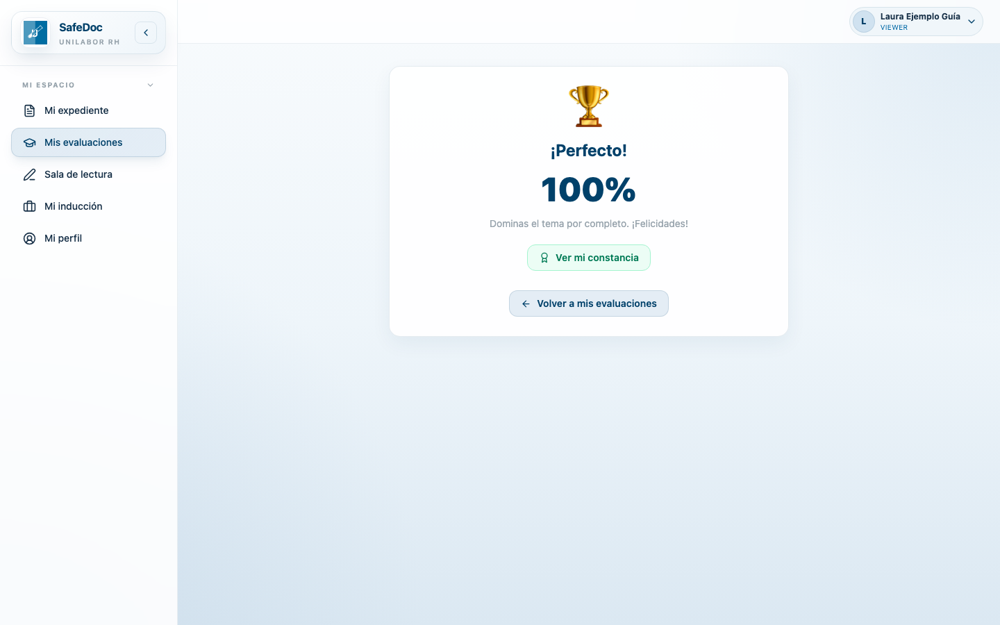 SafeDoc
UNILABOR RH
L
Laura Ejemplo Guía
VIEWER
MI ESPACIO
Mi expediente
Mis evaluaciones
Sala de lectura
Mi inducción
Mi perfil
¡Perfecto!
100%
Dominas el tema por completo. ¡Felicidades!
Ver mi constancia
Volver a mis evaluaciones